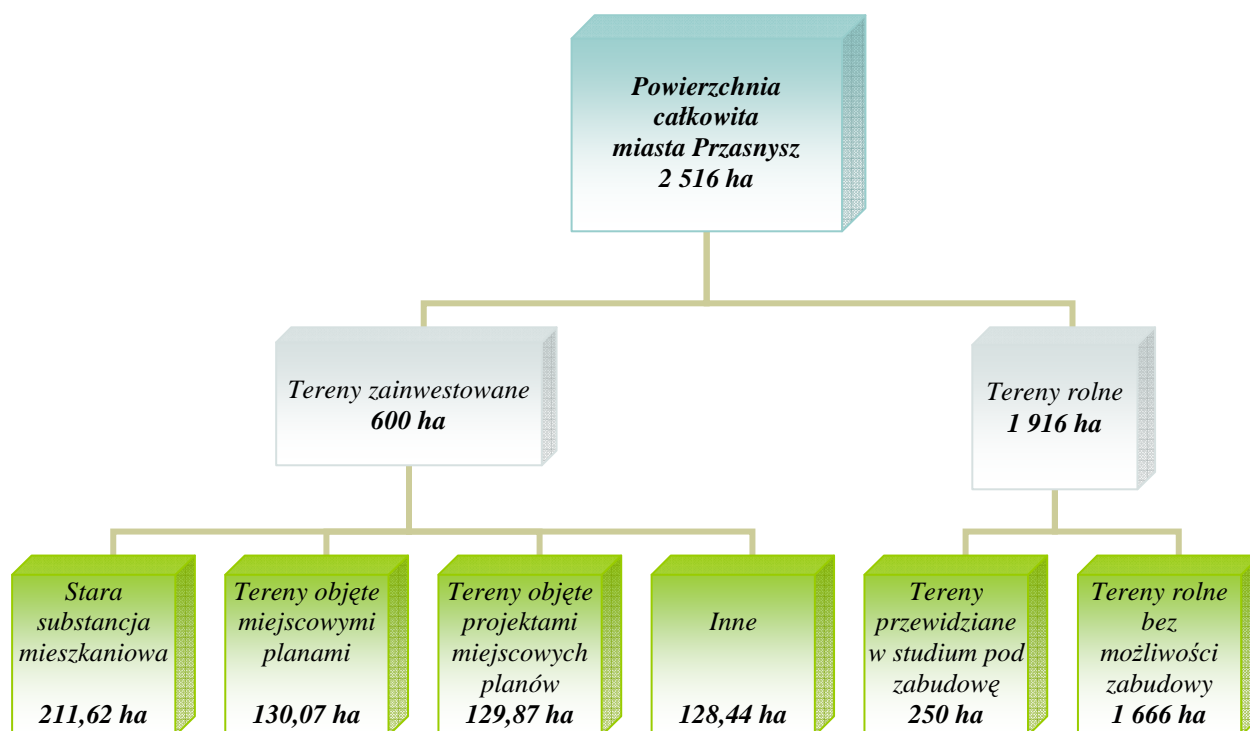 Powierzchnia
całkowita
miasta Przasnysz
2 516 ha
Tereny zainwestowane
600 ha
Tereny rolne
1 916 ha
Stara
substancja
mieszkaniowa
211,62 ha
Tereny objęte
miejscowymi
planami
130,07 ha
Tereny objęte
projektami
miejscowych
planów
129,87 ha
Inne
128,44 ha
Tereny
przewidziane
w studium pod
zabudowę
250 ha
Tereny rolne
bez
możliwości
zabudowy
1 666 ha